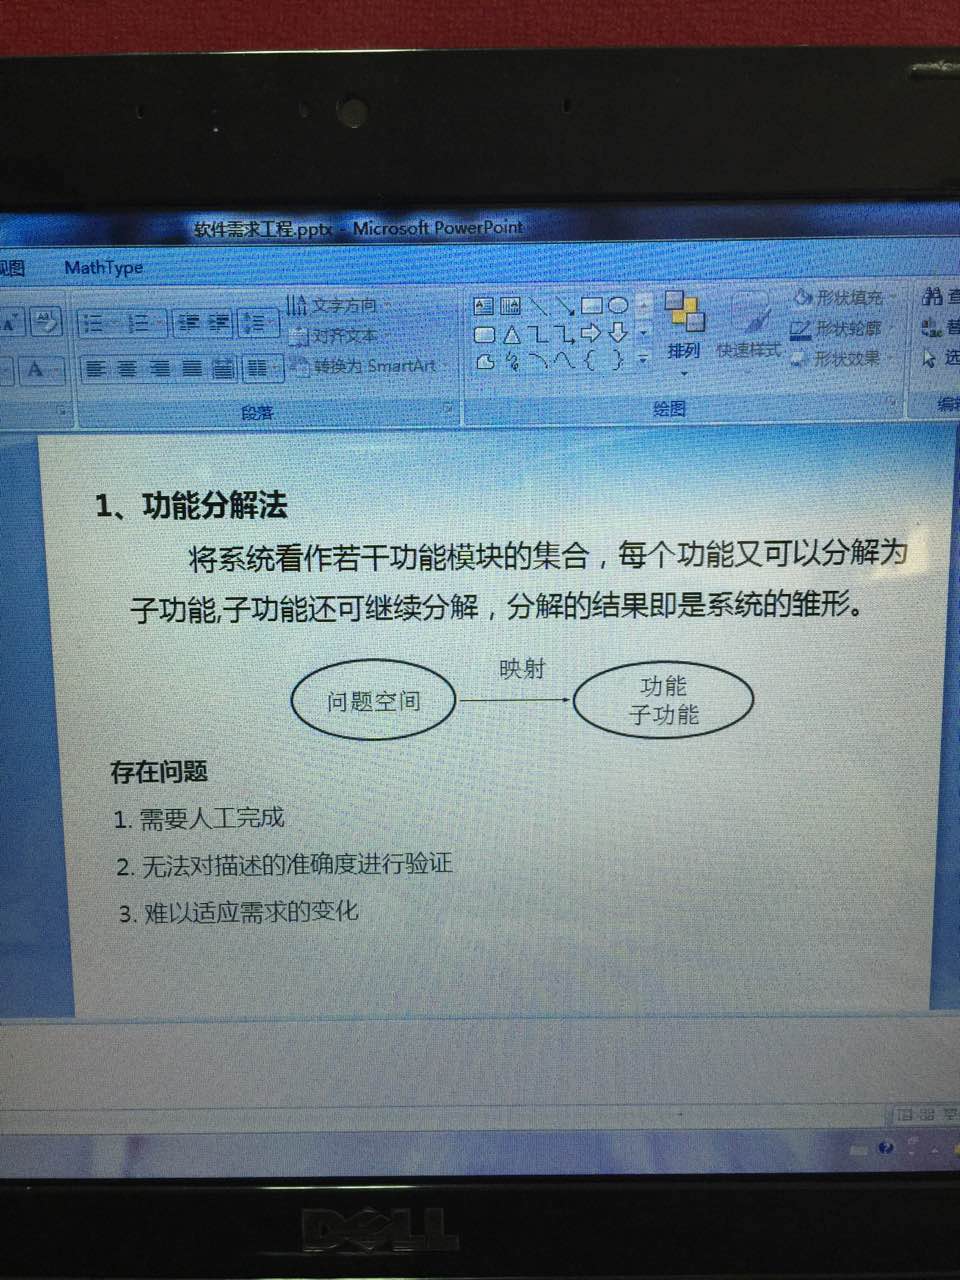 软件需求工程.pptx - Microsoft PowerPoint
视图 MathType
文字方向
对齐文本
转换为 SmartArt
段落
排列
快速样式
形状填充
形状轮廓
形状效果
绘图
查
替
选
编辑
1、功能分解法
将系统看作若干功能模块的集合，每个功能又可以分解为
子功能,子功能还可继续分解，分解的结果即是系统的雏形。
问题空间
映射
功能
子功能
存在问题
1. 需要人工完成
2. 无法对描述的准确度进行验证
3. 难以适应需求的变化
DELL